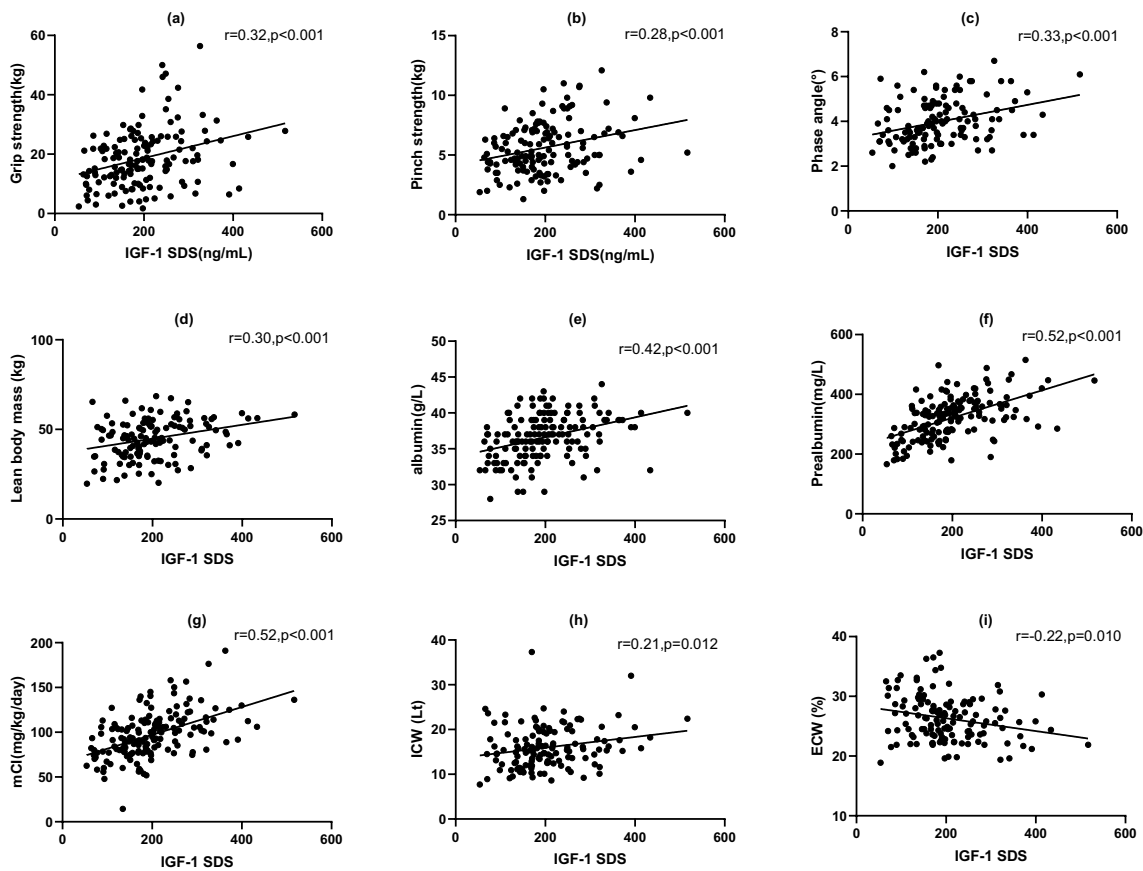 (a)
r=0.32,p<0.001
Grip strength(kg)
60
40
20
0
0 200 400 600
IGF-1 SDS(ng/mL)
(b)
r=0.28,p<0.001
Pinch strength(kg)
15
10
5
0
0 200 400 600
IGF-1 SDS(ng/mL)
(c)
r=0.33,p<0.001
Phase angle(°)
8
6
4
2
0
0 200 400 600
IGF-1 SDS
(d)
r=0.30,p<0.001
Lean body mass (kg)
100
50
0
0 200 400 600
IGF-1 SDS
(e)
r=0.42,p<0.001
albumin(g/L)
50
45
40
35
30
25
0 200 400 600
IGF-1 SDS
(f)
r=0.52,p<0.001
Prealbumin(mg/L)
600
400
200
0
0 200 400 600
IGF-1 SDS
(g)
r=0.52,p<0.001
mCl(mg/kg/day)
200
150
100
50
0
0 200 400 600
IGF-1 SDS
(h)
r=0.21,p=0.012
ICW (Lt)
40
30
20
10
0
0 200 400 600
IGF-1 SDS
(i)
r=-0.22,p=0.010
ECW (%)
40
30
20
10
0 200 400 600
IGF-1 SDS